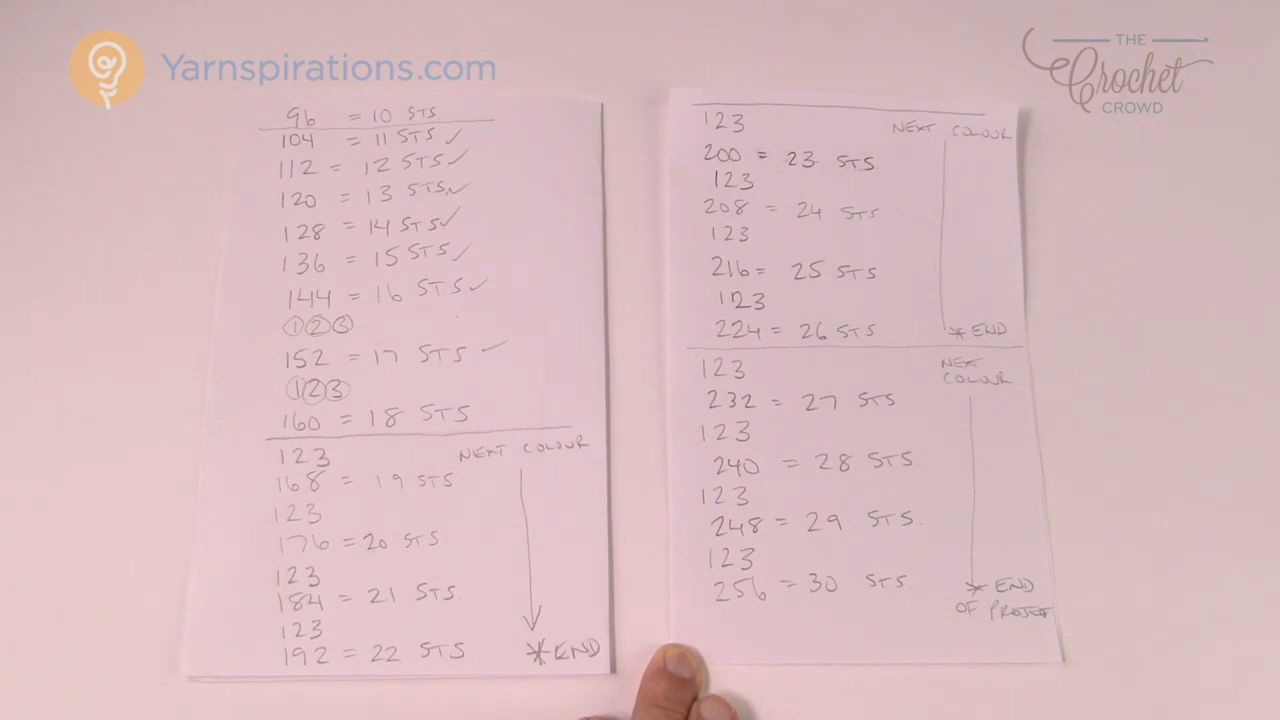 Yarnspirations.com
THE
Crochet
CROWD
96 = 10 STS
104 = 11 STS ✓
112 = 12 STS ✓
120 = 13 STS ✓
128 = 14 STS ✓
136 = 15 STS ✓
144 = 16 STS ✓
①②③
152 = 17 STS ✓
①②③
160 = 18 STS
123 NEXT COLOUR
168 = 19 STS
123
176 = 20 STS
123
184 = 21 STS
123
192 = 22 STS *END
123 NEXT COLOUR
200 = 23 STS
123
208 = 24 STS
123
216 = 25 STS
123
224 = 26 STS *END
123 NEXT
COLOUR
232 = 27 STS
123
240 = 28 STS
123
248 = 29 STS
123
256 = 30 STS * END
OF PROJECT